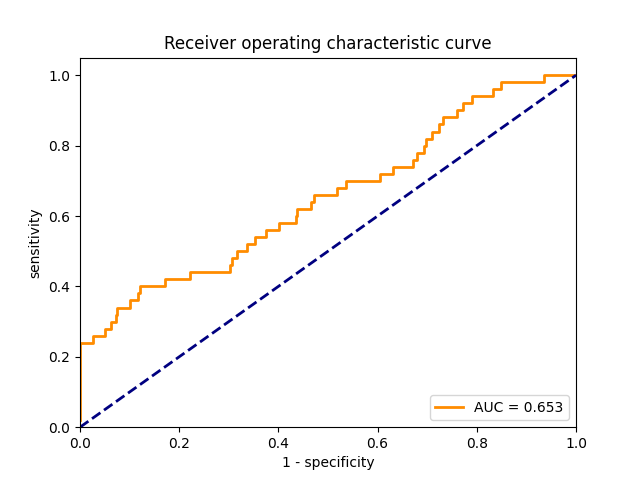 Receiver operating characteristic curve
1.0
0.8
0.6
0.4
0.2
0.0
sensitivity
AUC = 0.653
0.0 0.2 0.4 0.6 0.8 1.0
1 - specificity